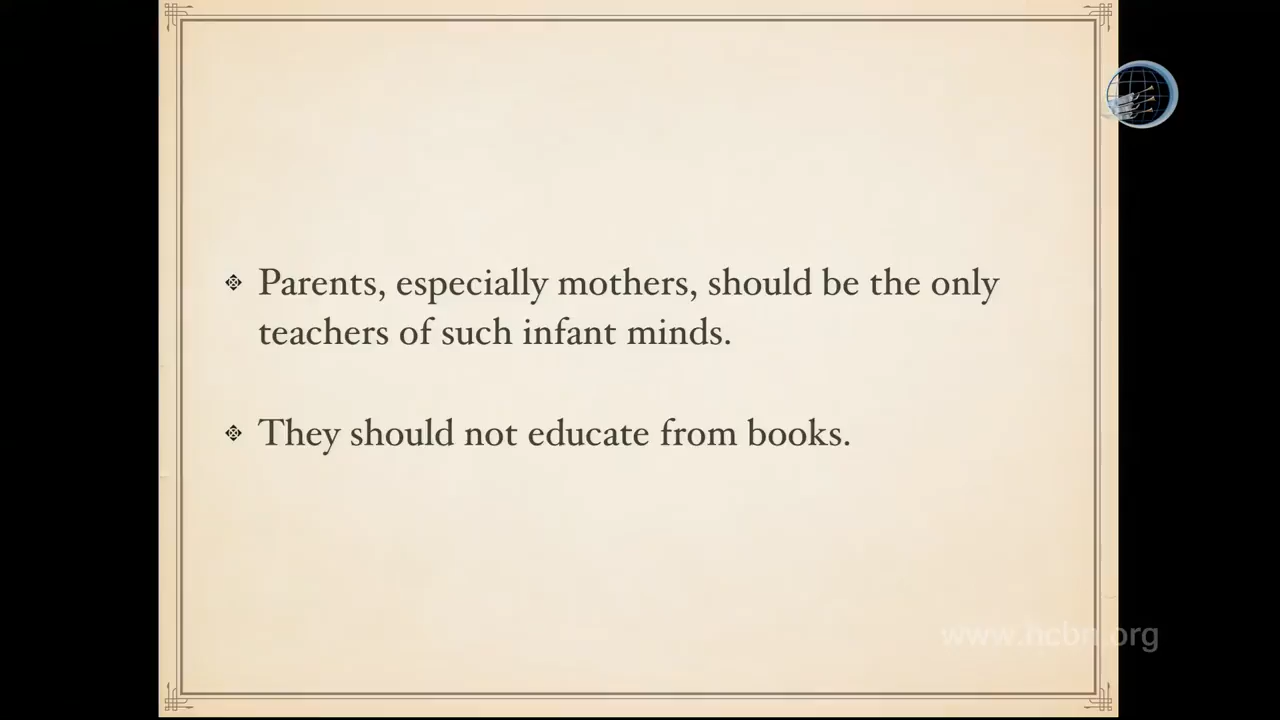 Parents, especially mothers, should be the only
teachers of such infant minds.
They should not educate from books.
www.hcbn.org